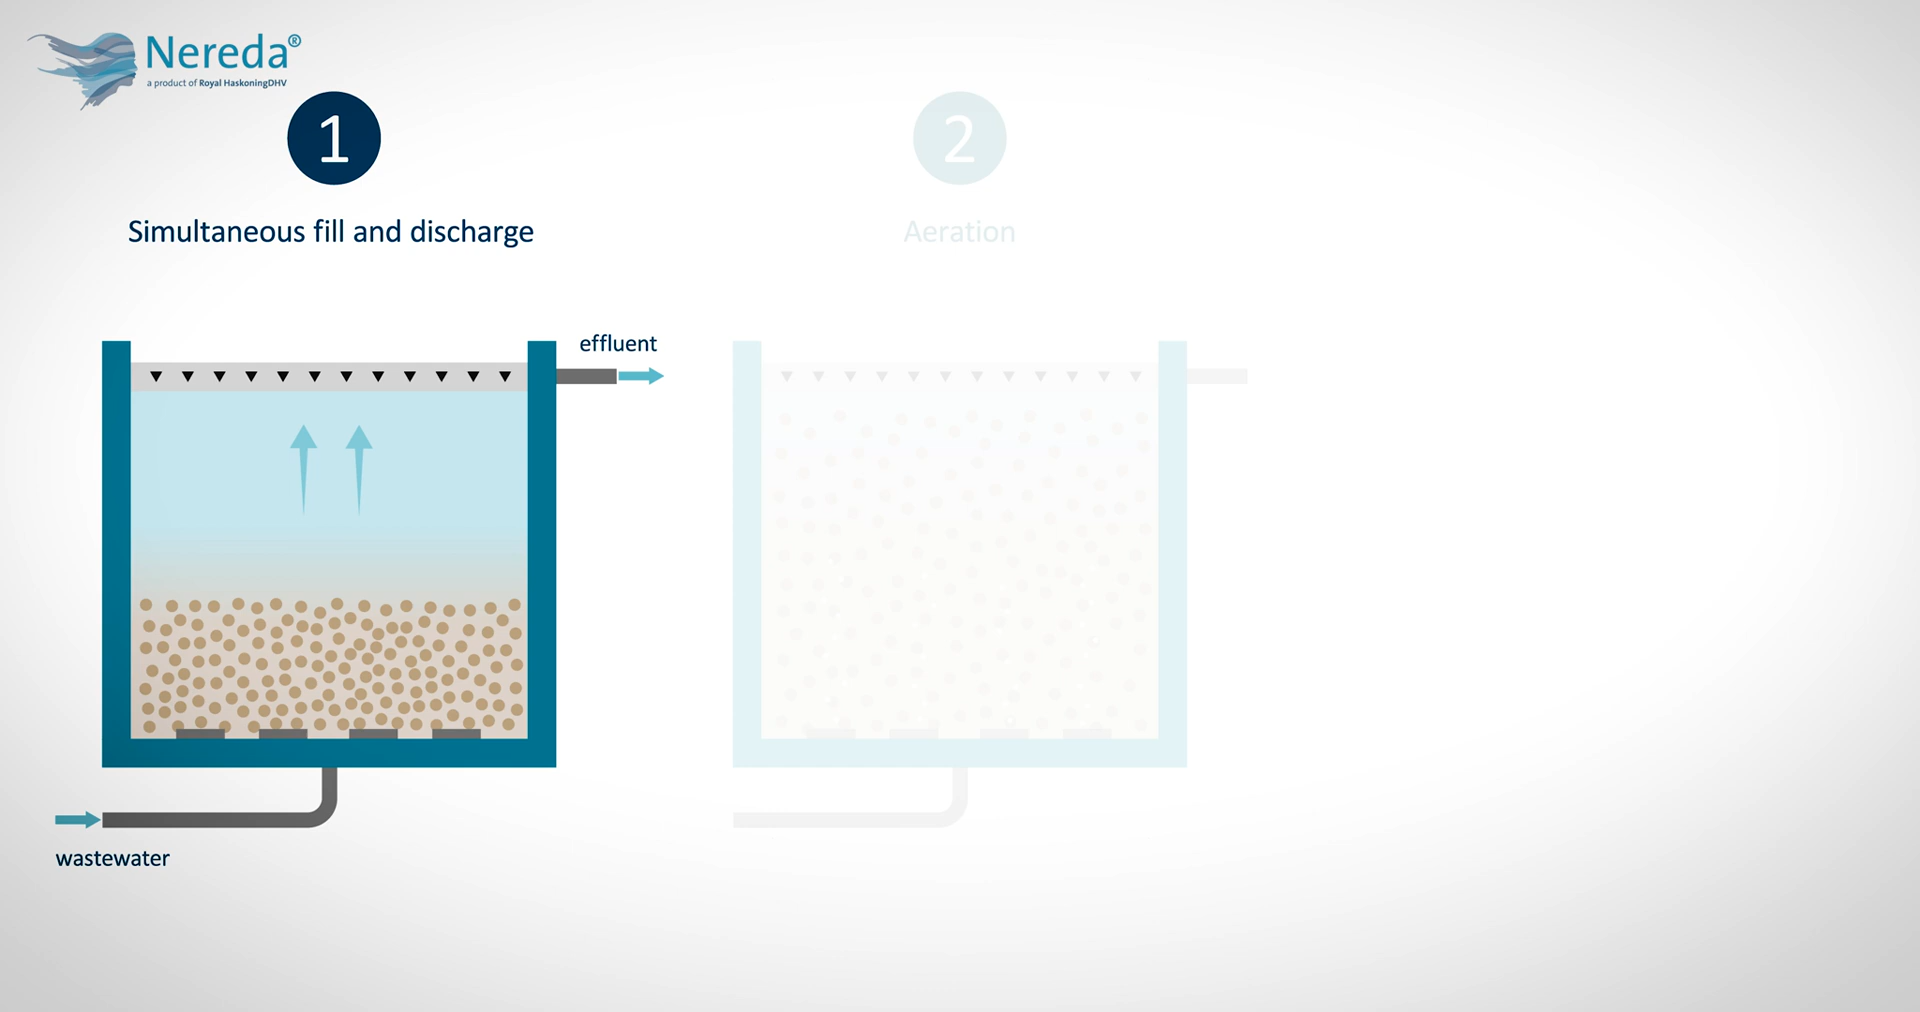 Nereda®
a product of Royal HaskoningDHV
1
Simultaneous fill and discharge
2
Aeration
effluent
wastewater